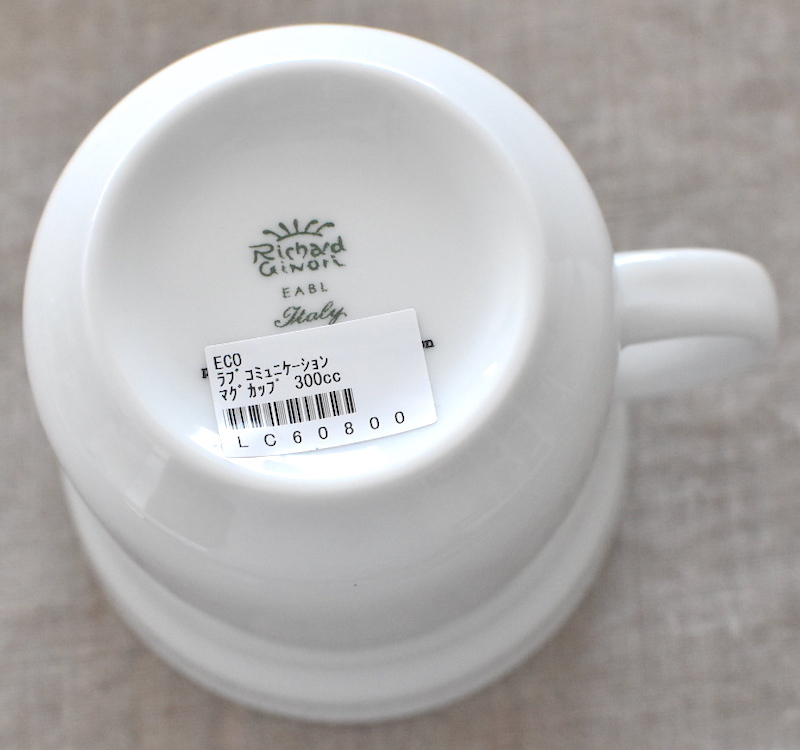 Richard
Ginori
EABL
Italy
ECO
ﾗﾌﾞ ｺﾐｭﾆｹｰｼｮﾝ
ﾏｸﾞｶｯﾌﾟ 300cc
LC60800